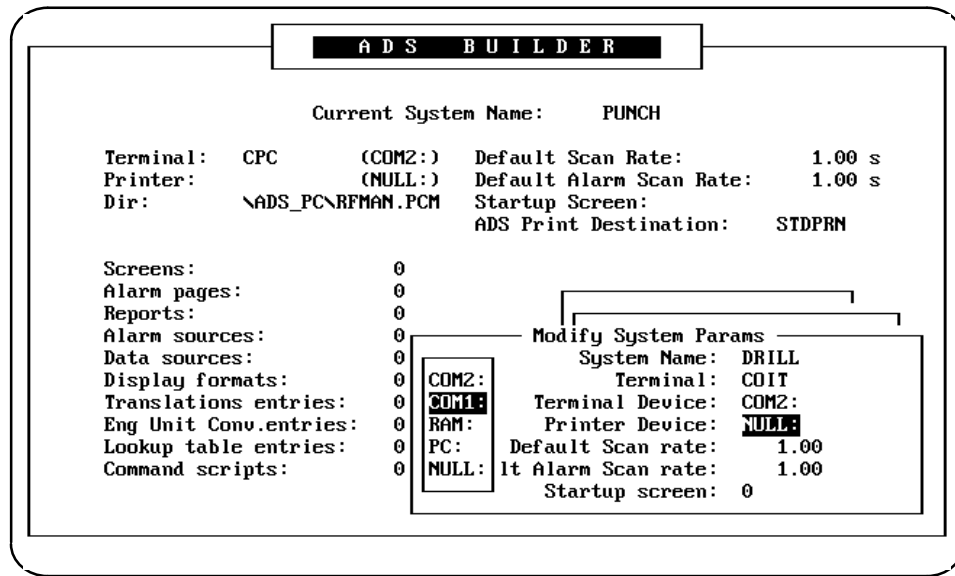 A D S B U I L D E R
Current System Name: PUNCH
Terminal: CPC (COM2:) Default Scan Rate: 1.00 s
Printer: (NULL:) Default Alarm Scan Rate: 1.00 s
Dir: \ADS_PC\RFMAN.PCM Startup Screen:
ADS Print Destination: STDPRN
Screens: 0
Alarm pages: 0
Reports: 0
Alarm sources: 0
Data sources: 0
Display formats: 0
Translations entries: 0
Eng Unit Conv.entries: 0
Lookup table entries: 0
Command scripts: 0
Modify System Params
System Name: DRILL
Terminal: COIT
Terminal Device: COM2:
Printer Device: NULL:
Default Scan rate: 1.00
lt Alarm Scan rate: 1.00
Startup screen: 0
COM2:
COM1:
RAM:
PC:
NULL: